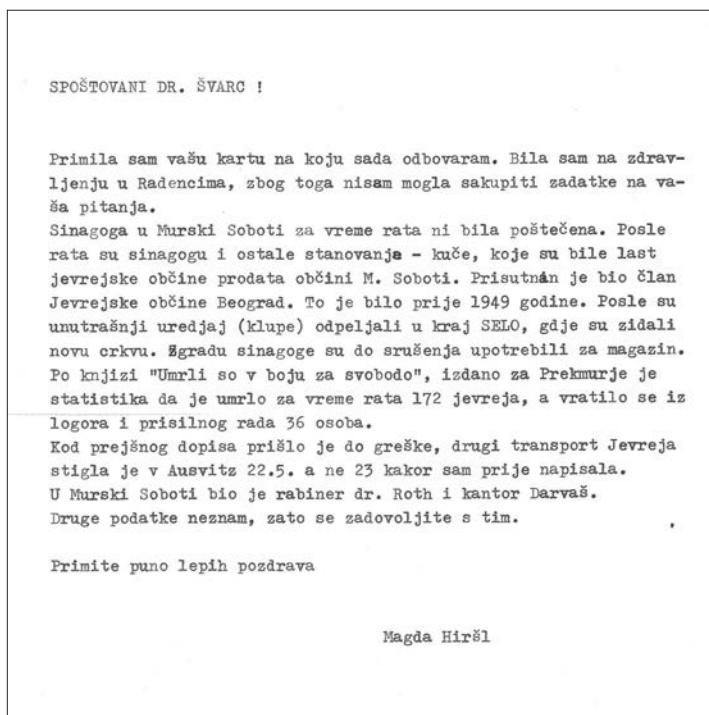 SPOŠTOVANI DR. ŠVARC !
Primila sam vašu kartu na koju sada odbovaram. Bila sam na zdrav-
ljenju u Radencima, zbog toga nisam mogla sakupiti zadatke na va-
ša pitanja.
Sinagoga u Murski Soboti za vreme rata ni bila poštečena. Posle
rata su sinagogu i ostale stanovanja - kuče, koje su bile last
jevrejske občine prodata občini M. Soboti. Prisutnán je bio član
Jevrejske občine Beograd. To je bilo prije 1949 godine. Posle su
unutrašnji uredjaj (klupe) odpeljali u kraj SELO, gdje su zidali
novu crkvu. Zgradu sinagoge su do srušenja upotrebili za magazin.
Po knjizi "Umrli so v boju za svobodo", izdano za Prekmurje je
statistika da je umrlo za vreme rata 172 jevreja, a vratilo se iz
logora i prisilnog rada 36 osoba.
Kod prejšnog dopisa prišlo je do greške, drugi transport Jevreja
stigla je v Ausvitz 22.5. a ne 23 kakor sam prije napisala.
U Murski Soboti bio je rabiner dr. Roth i kantor Darvaš.
Druge podatke neznam, zato se zadovoljite s tim.
Primite puno lepih pozdrava
Magda Hiršl